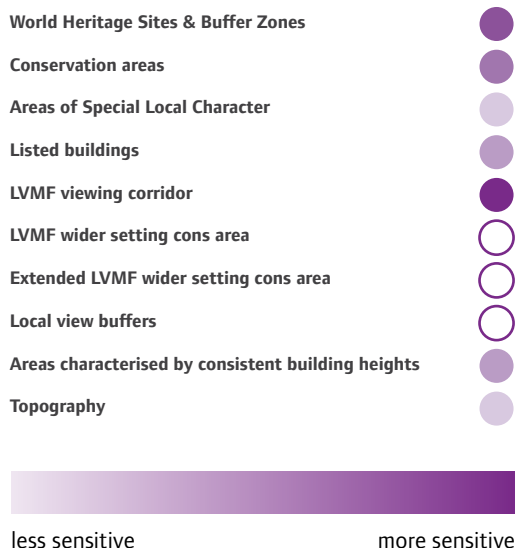 World Heritage Sites & Buffer Zones
Conservation areas
Areas of Special Local Character
Listed buildings
LVMF viewing corridor
LVMF wider setting cons area
Extended LVMF wider setting cons area
Local view buffers
Areas characterised by consistent building heights
Topography
less sensitive more sensitive